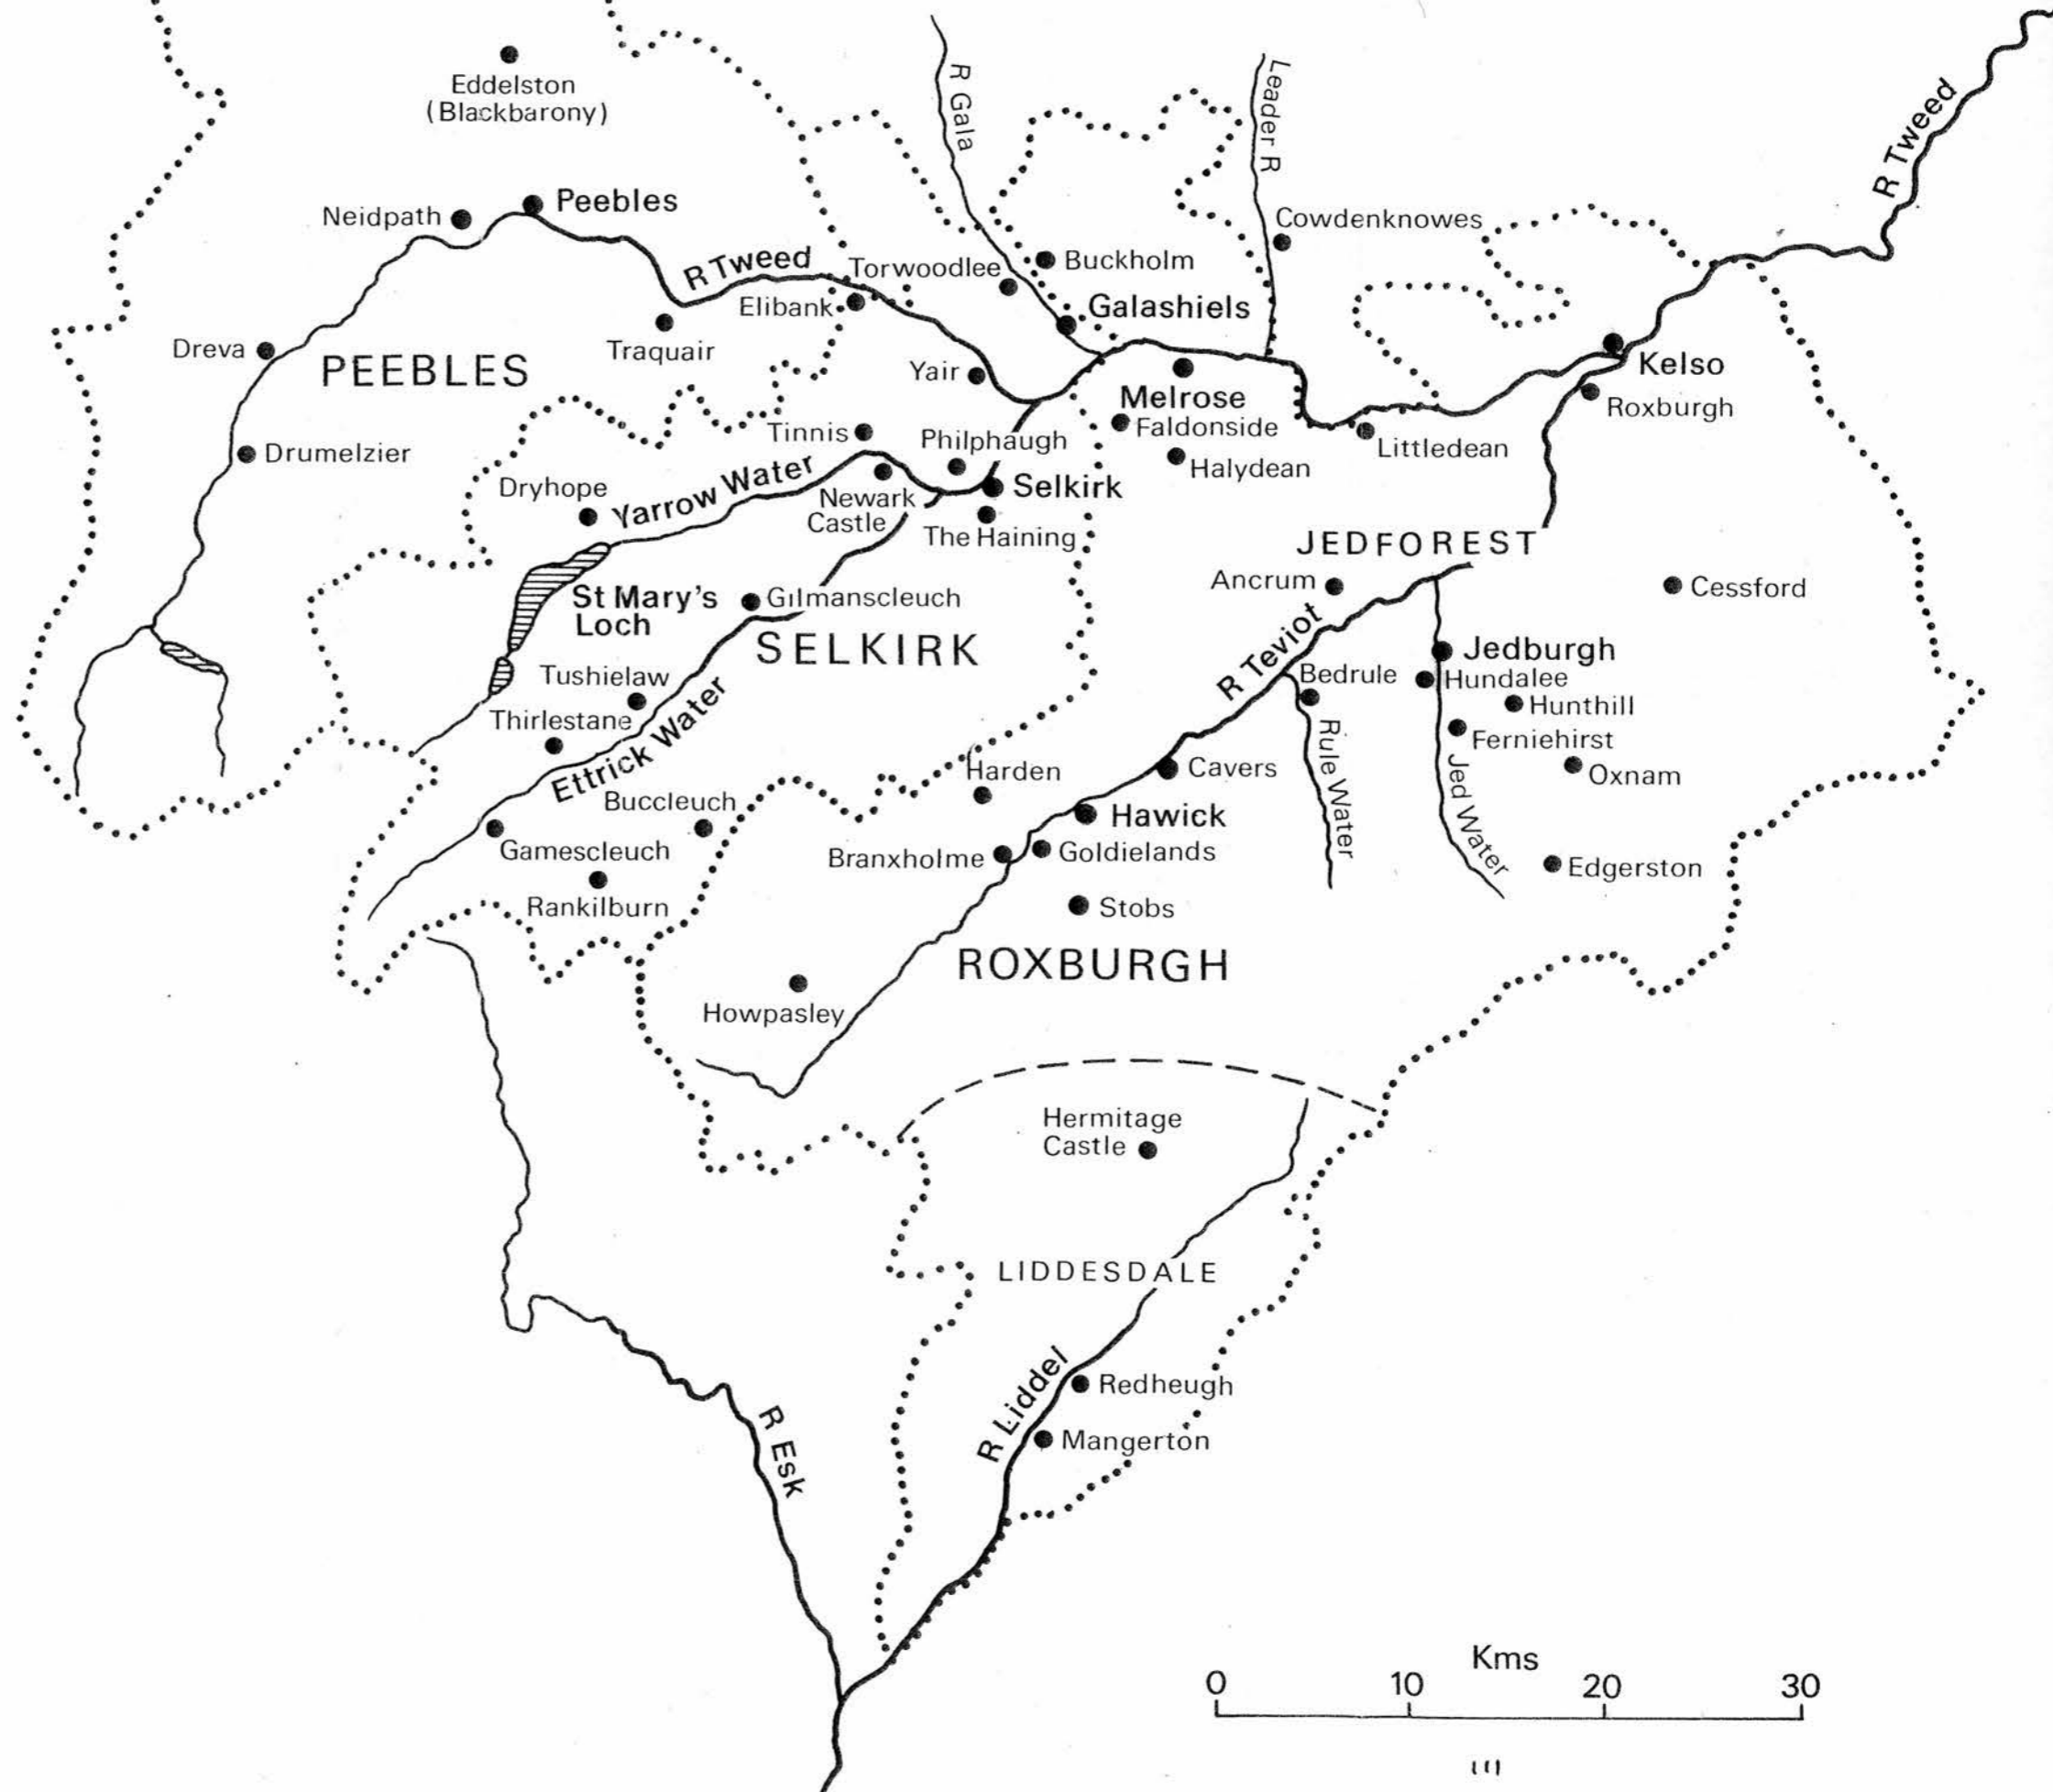 Eddelston
(Blackbarony)
R Gala
Leader R
R Tweed
Neidpath
Peebles
Cowdenknowes
R Tweed
Torwoodlee
Buckholm
Elibank
Galashiels
Dreva
PEEBLES
Traquair
Yair
Melrose
Kelso
Roxburgh
Drumelzier
Tinnis
Philphaugh
Faldonside
Halydean
Littledean
Dryhope
Yarrow Water
Newark
Castle
Selkirk
The Haining
JEDFOREST
St Mary's
Loch
Gilmanscleuch
Ancrum
Cessford
SELKIRK
R Teviot
Jedburgh
Tushielaw
Bedrule
Hundalee
Thirlestane
Hunthill
Ettrick Water
Rule Water
Ferniehirst
Jed Water
Oxnam
Harden
Cavers
Buccleuch
Hawick
Gamescleuch
Branxholme
Goldielands
Edgerston
Rankilburn
Stobs
ROXBURGH
Howpasley
Hermitage
Castle
LIDDESDALE
R Liddel
Redheugh
Mangerton
R Esk
Kms
0 10 20 30